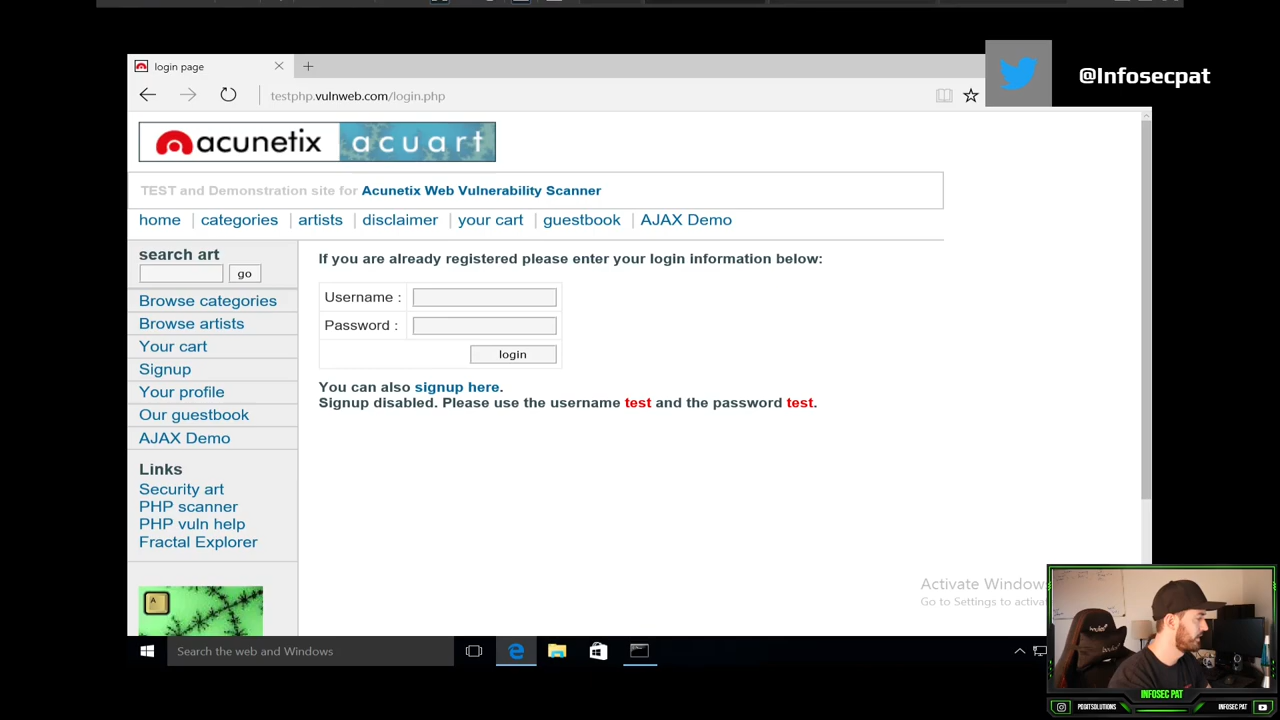 login page
@Infosecpat
testphp.vulnweb.com/login.php
acunetix acuart
TEST and Demonstration site for Acunetix Web Vulnerability Scanner
home | categories | artists | disclaimer | your cart | guestbook | AJAX Demo
search art
go
Browse categories
Browse artists
Your cart
Signup
Your profile
Our guestbook
AJAX Demo
Links
Security art
PHP scanner
PHP vuln help
Fractal Explorer
If you are already registered please enter your login information below:
Username :
Password :
login
You can also signup here.
Signup disabled. Please use the username test and the password test.
A
Activate Window
Go to Settings to activa
Search the web and Windows
INFOSEC PAT
INFOSEC PAT